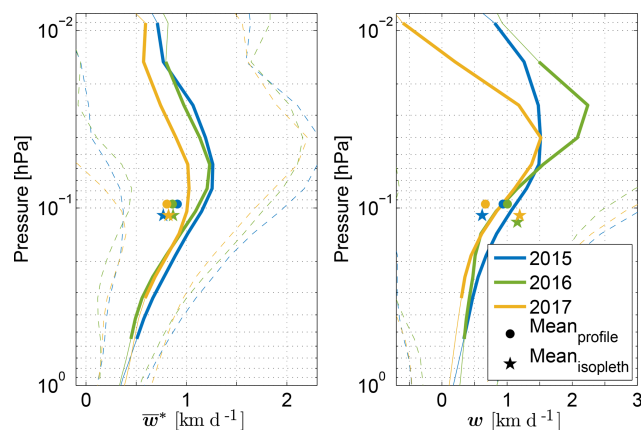 10⁻²
10⁻¹
10⁰
Pressure [hPa]
0 1 2
w̅* [km d⁻¹]
10⁻²
10⁻¹
10⁰
Pressure [hPa]
0 1 2 3
w [km d⁻¹]
2015
2016
2017
Mean_profile
Mean_isopleth